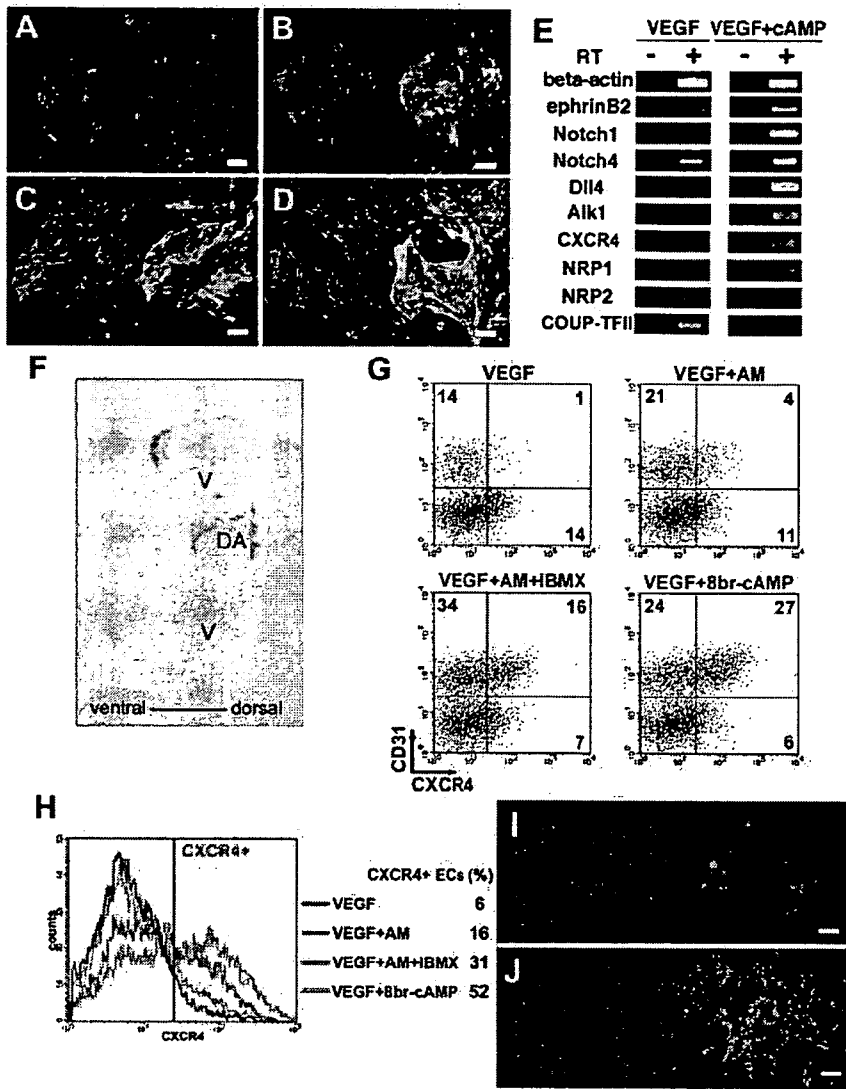 A
B
C
D
E
VEGF VEGF+cAMP
RT - + - +
beta-actin
ephrinB2
Notch1
Notch4
Dll4
Alk1
CXCR4
NRP1
NRP2
COUP-TFII
F
V
DA
V
ventral dorsal
G
VEGF VEGF+AM
14 1 21 4
14 11
VEGF+AM+IBMX VEGF+8br-cAMP
34 16 24 27
7 6
CD31
CXCR4
H
CXCR4+
counts
CXCR4
CXCR4+ ECs (%)
VEGF 6
VEGF+AM 16
VEGF+AM+IBMX 31
VEGF+8br-cAMP 52
I
J